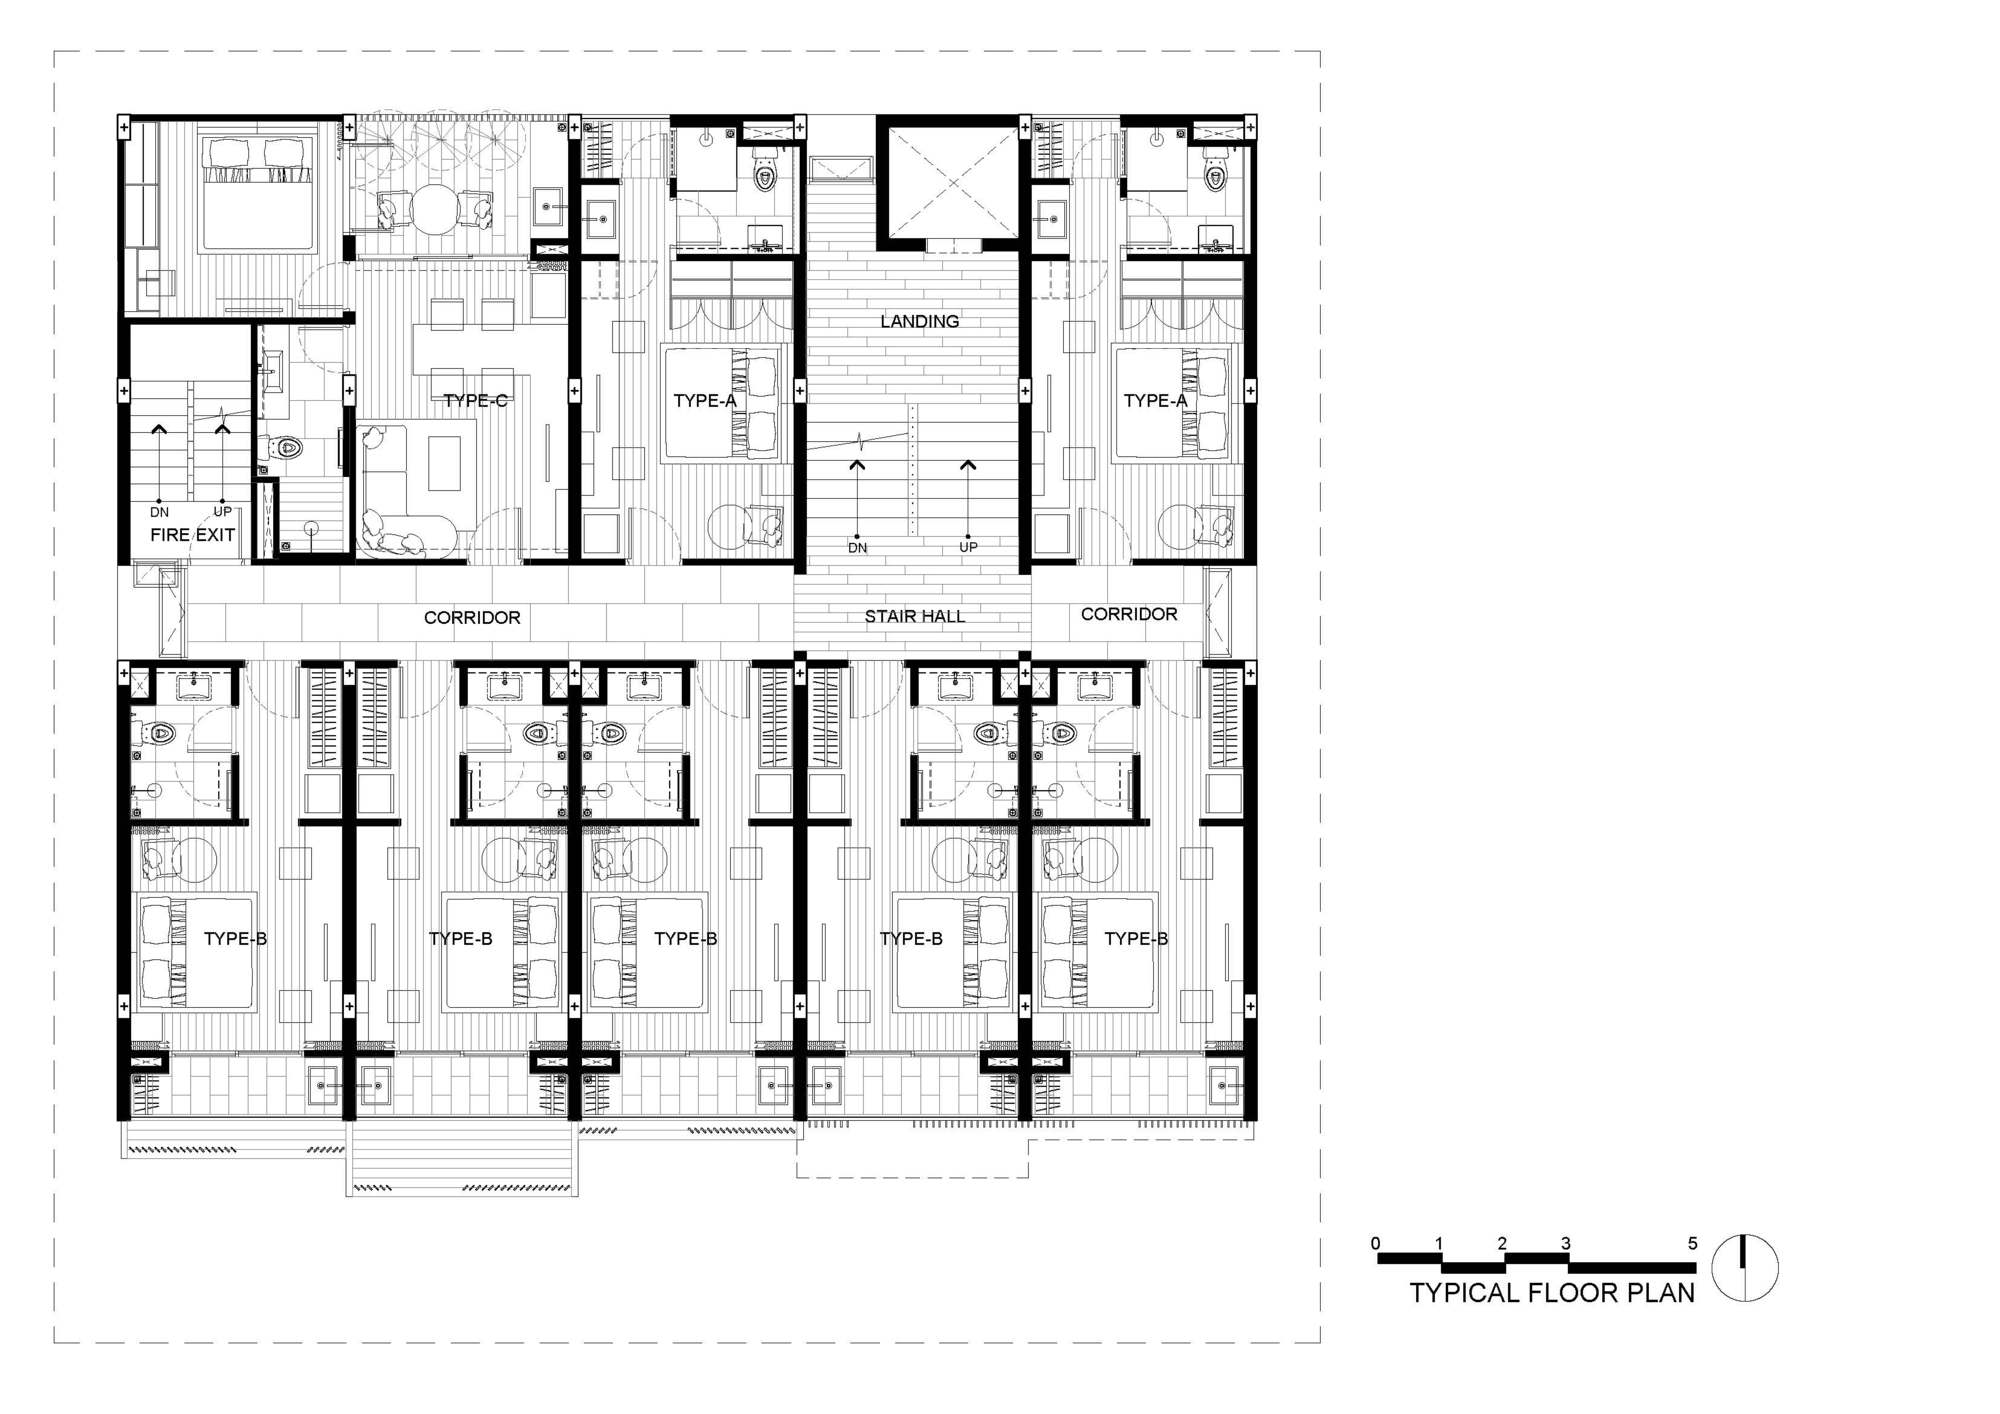 LANDING
TYPE-C
TYPE-A
TYPE-A
DN
UP
FIRE EXIT
DN
UP
CORRIDOR
STAIR HALL
CORRIDOR
TYPE-B
TYPE-B
TYPE-B
TYPE-B
TYPE-B
0 1 2 3 5
TYPICAL FLOOR PLAN